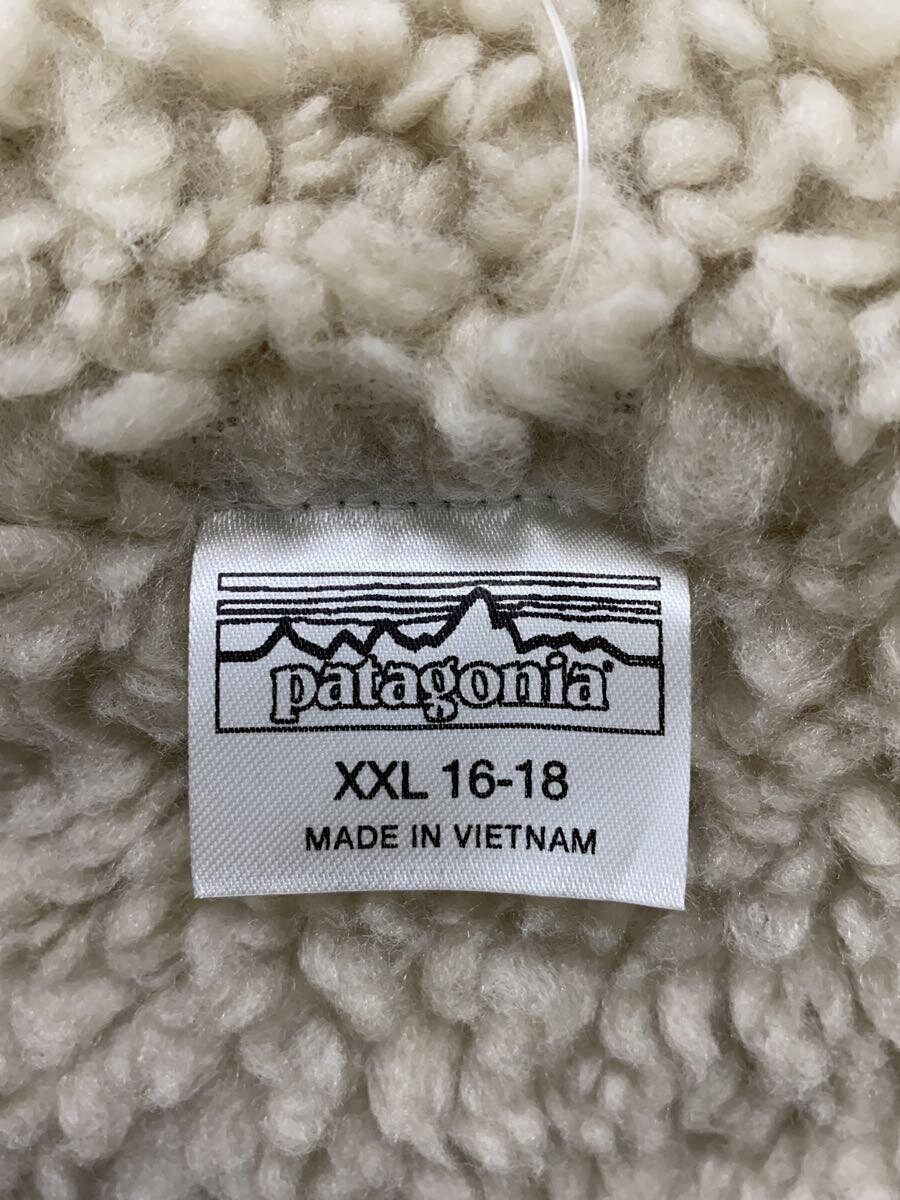 patagonia
XXL 16-18
MADE IN VIETNAM